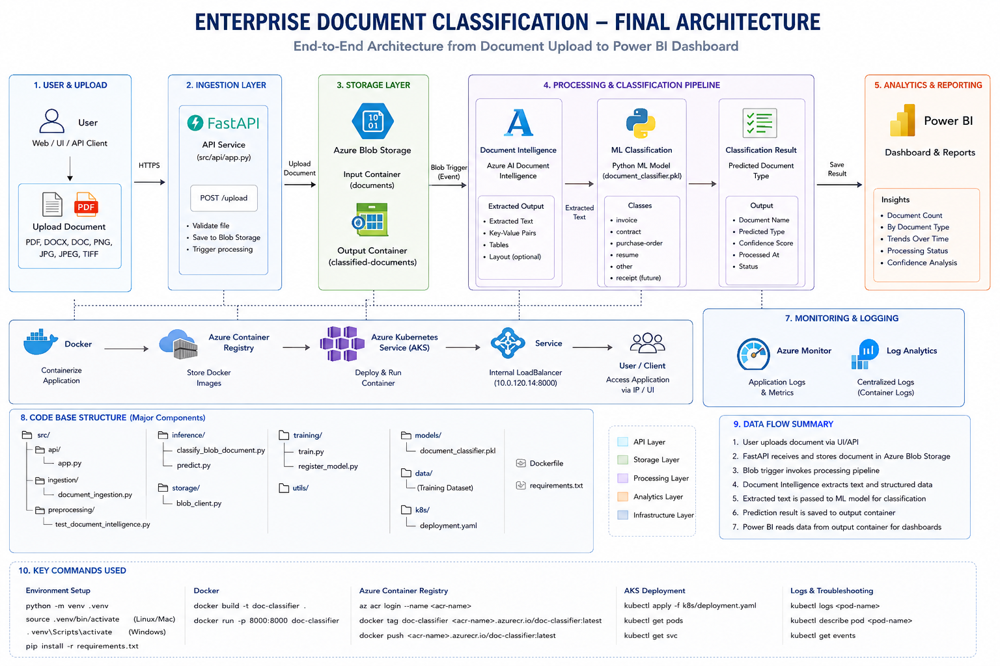 ENTERPRISE DOCUMENT CLASSIFICATION – FINAL ARCHITECTURE
End-to-End Architecture from Document Upload to Power BI Dashboard
1. USER & UPLOAD
User
Web / UI / API Client
PDF
Upload Document
PDF, DOCX, DOC, PNG,
JPG, JPEG, TIFF
HTTPS
2. INGESTION LAYER
FastAPI
API Service
(src/api/app.py)
POST /upload
• Validate file
• Save to Blob Storage
• Trigger processing
Upload
Document
3. STORAGE LAYER
10
01
Azure Blob Storage
Input Container
(documents)
Output Container
(classified-documents)
Blob Trigger
(Event)
4. PROCESSING & CLASSIFICATION PIPELINE
Document Intelligence
Azure AI Document
Intelligence
Extracted Output
• Extracted Text
• Key-Value Pairs
• Tables
• Layout (optional)
Extracted
Text
ML Classification
Python ML Model
(document_classifier.pkl)
Classes
• invoice
• contract
• purchase-order
• resume
• other
• receipt (future)
Classification Result
Predicted Document
Type
Output
• Document Name
• Predicted Type
• Confidence Score
• Processed At
• Status
Save
Result
5. ANALYTICS & REPORTING
Power BI
Dashboard & Reports
Insights
• Document Count
• By Document Type
• Trends Over Time
• Processing Status
• Confidence Analysis
Docker
Containerize
Application
Azure Container
Registry
Store Docker
Images
Azure Kubernetes
Service (AKS)
Deploy & Run
Container
Service
Internal LoadBalancer
(10.0.120.14:8000)
User / Client
Access Application
via IP / UI
7. MONITORING & LOGGING
Azure Monitor
Application Logs
& Metrics
Log Analytics
Centralized Logs
(Container Logs)
8. CODE BASE STRUCTURE (Major Components)
src/
api/
app.py
ingestion/
document_ingestion.py
preprocessing/
test_document_intelligence.py
inference/
classify_blob_document.py
predict.py
storage/
blob_client.py
training/
train.py
register_model.py
utils/
models/
document_classifier.pkl
data/
(Training Dataset)
k8s/
deployment.yaml
Dockerfile
requirements.txt
API Layer
Storage Layer
Processing Layer
Analytics Layer
Infrastructure Layer
9. DATA FLOW SUMMARY
1. User uploads document via UI/API
2. FastAPI receives and stores document in Azure Blob Storage
3. Blob trigger invokes processing pipeline
4. Document Intelligence extracts text and structured data
5. Extracted text is passed to ML model for classification
6. Prediction result is saved to output container
7. Power BI reads data from output container for dashboards
10. KEY COMMANDS USED
Environment Setup
python -m venv .venv
source .venv/bin/activate (Linux/Mac)
. venv\Scripts\activate (Windows)
pip install -r requirements.txt
Docker
docker build -t doc-classifier .
docker run -p 8000:8000 doc-classifier
Azure Container Registry
az acr login --name <acr-name>
docker tag doc-classifier <acr-name>.azurecr.io/doc-classifier:latest
docker push <acr-name>.azurecr.io/doc-classifier:latest
AKS Deployment
kubectl apply -f k8s/deployment.yaml
kubectl get pods
kubectl get svc
Logs & Troubleshooting
kubectl logs <pod-name>
kubectl describe pod <pod-name>
kubectl get events